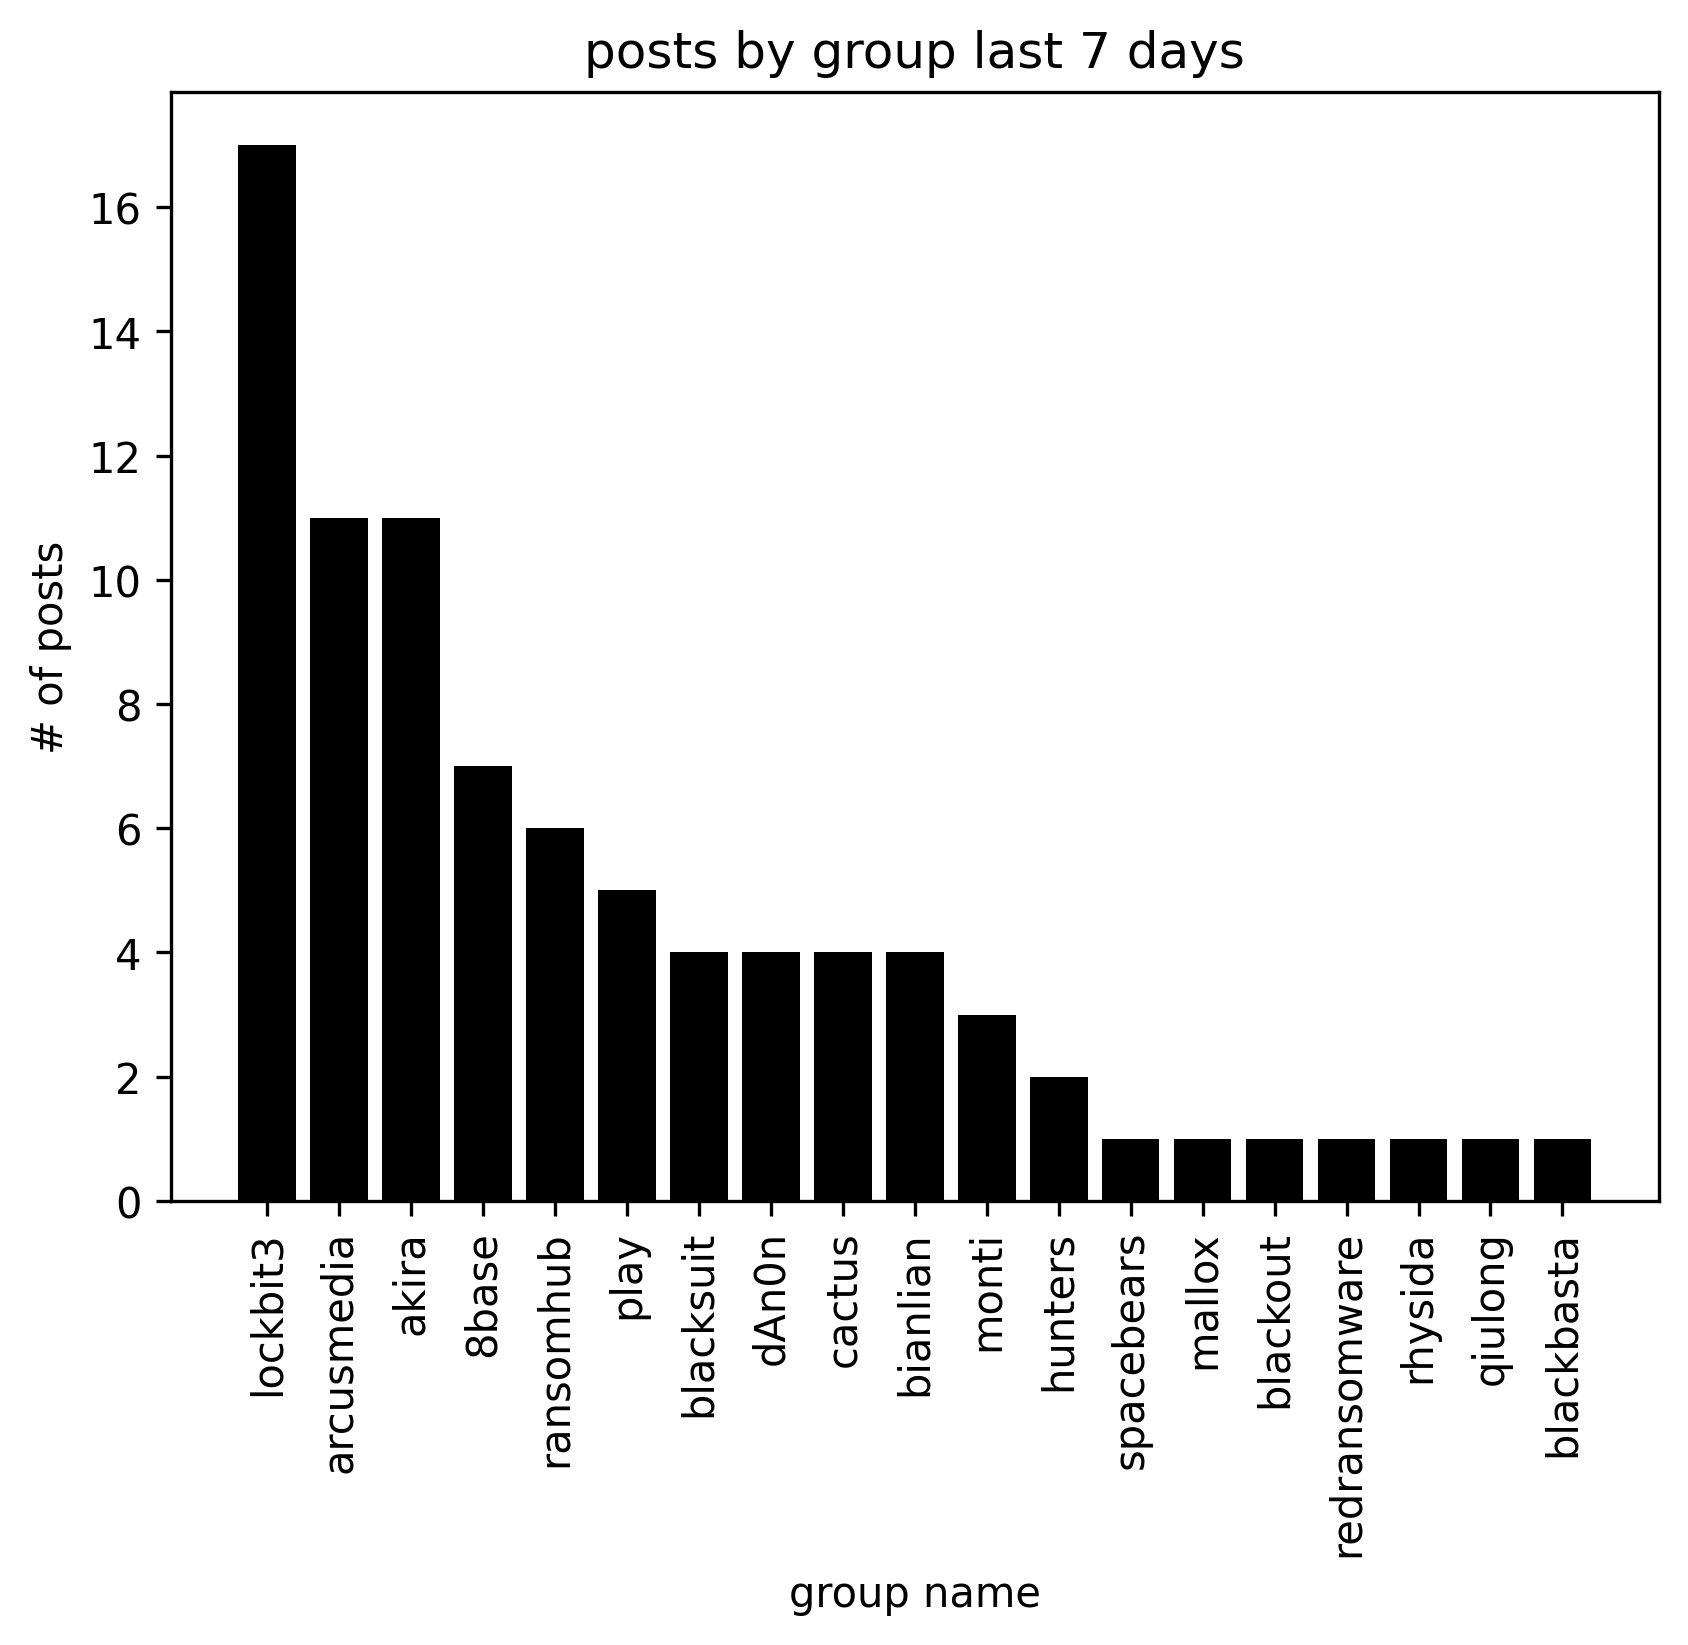 posts by group last 7 days
# of posts
16
14
12
10
8
6
4
2
0
lockbit3
arcusmedia
akira
8base
ransomhub
play
blacksuit
dAn0n
cactus
bianlian
monti
hunters
spacebears
mallox
blackout
redransomware
rhysida
qiulong
blackbasta
group name